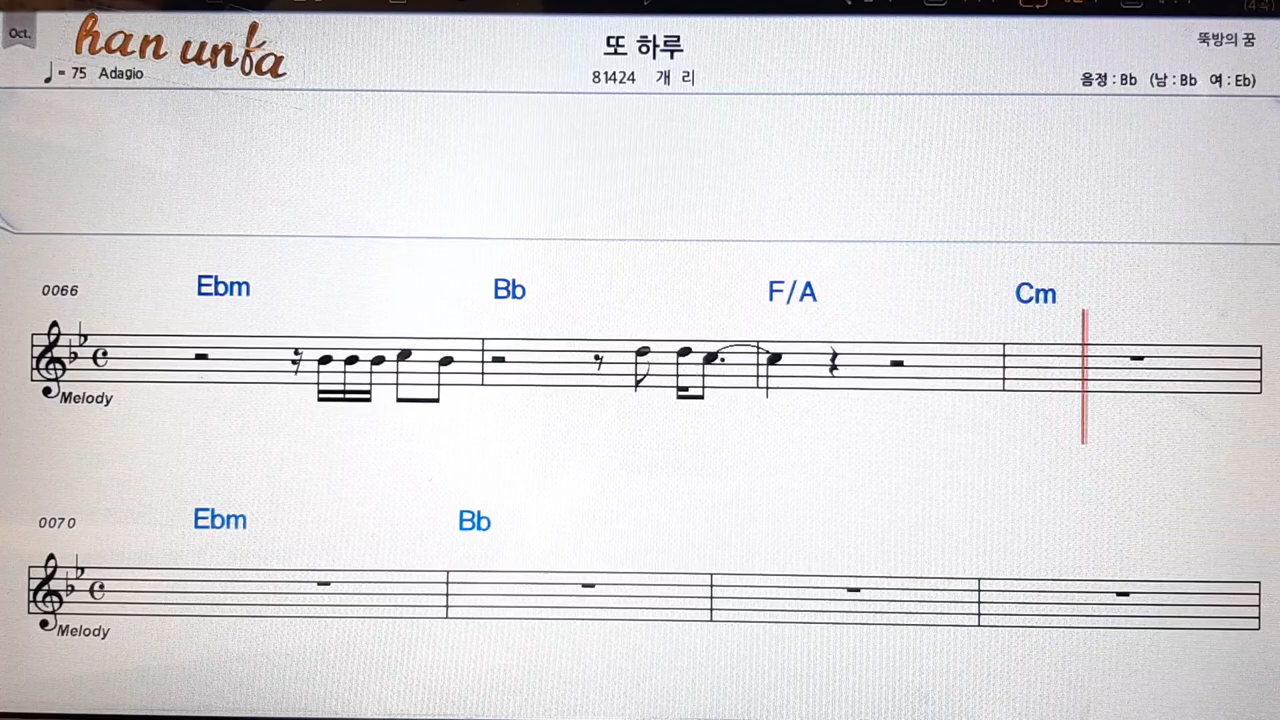 Oct.
han unfa
♩ = 75 Adagio
또 하루
81424 개 리
뚝방의 꿈
음정 : Bb (남 : Bb 여 : Eb)
0066 Ebm Bb F/A Cm
Melody
0070 Ebm Bb
Melody